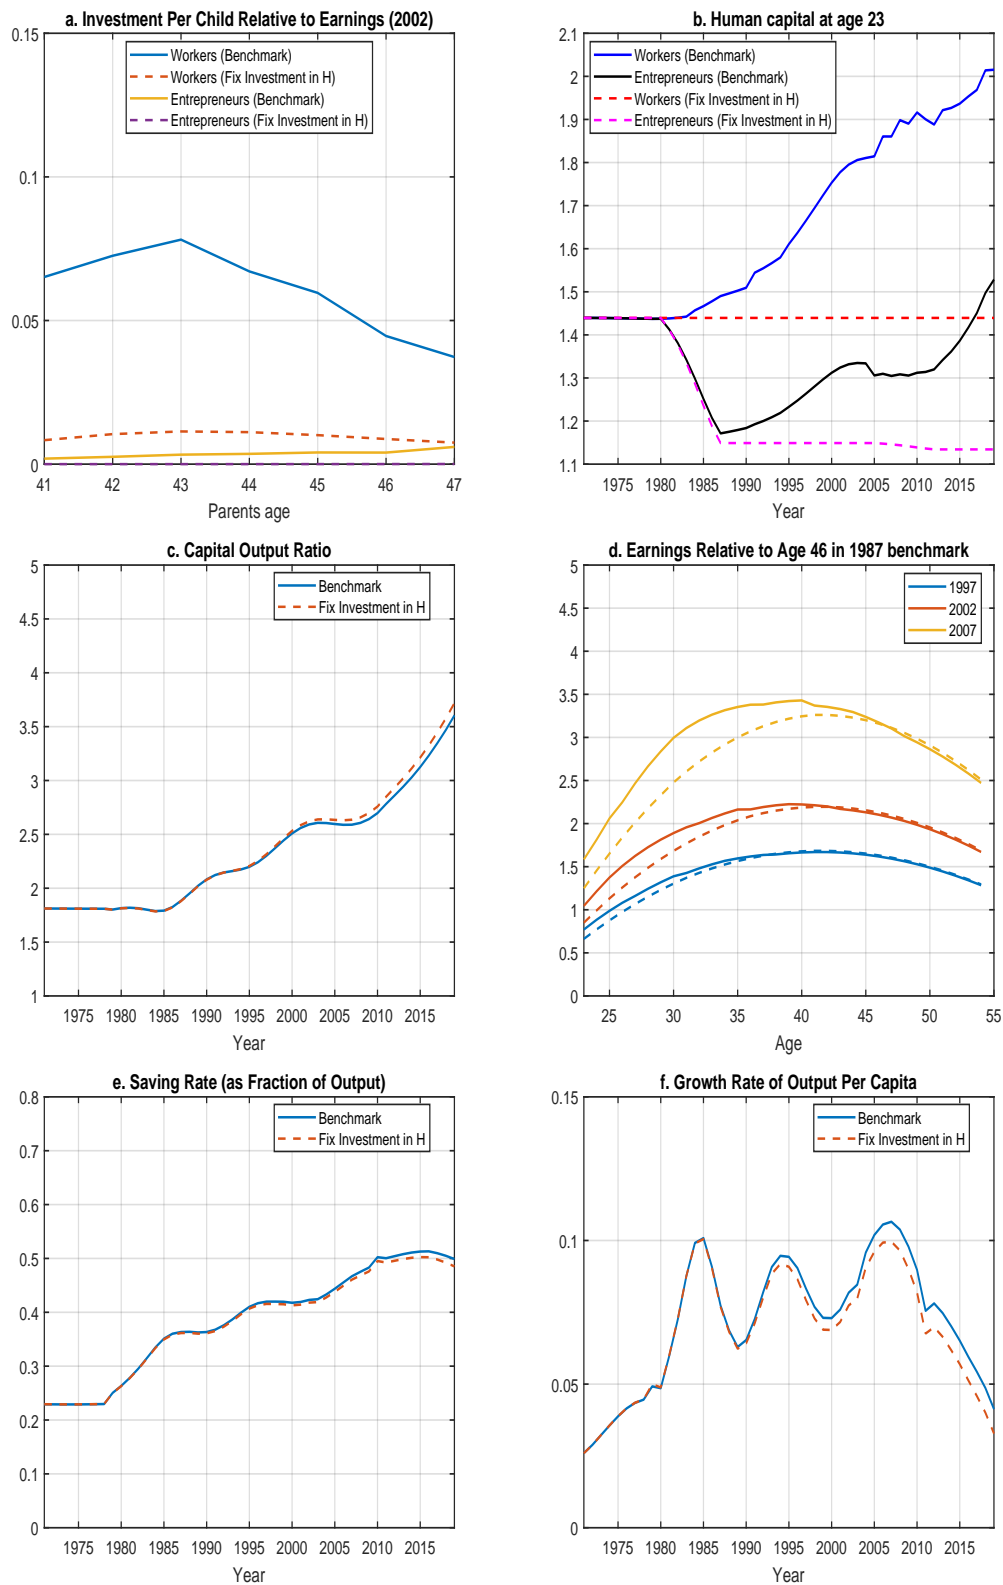 a. Investment Per Child Relative to Earnings (2002)
0.15
0.1
0.05
0
Workers (Benchmark)
Workers (Fix Investment in H)
Entrepreneurs (Benchmark)
Entrepreneurs (Fix Investment in H)
41 42 43 44 45 46 47
Parents age
b. Human capital at age 23
2.1
2
1.9
1.8
1.7
1.6
1.5
1.4
1.3
1.2
1.1
Workers (Benchmark)
Entrepreneurs (Benchmark)
Workers (Fix Investment in H)
Entrepreneurs (Fix Investment in H)
1975 1980 1985 1990 1995 2000 2005 2010 2015
Year
c. Capital Output Ratio
5
4.5
4
3.5
3
2.5
2
1.5
1
Benchmark
Fix Investment in H
1975 1980 1985 1990 1995 2000 2005 2010 2015
Year
d. Earnings Relative to Age 46 in 1987 benchmark
5
4.5
4
3.5
3
2.5
2
1.5
1
0.5
0
1997
2002
2007
25 30 35 40 45 50 55
Age
e. Saving Rate (as Fraction of Output)
0.8
0.7
0.6
0.5
0.4
0.3
0.2
0.1
0
Benchmark
Fix Investment in H
1975 1980 1985 1990 1995 2000 2005 2010 2015
Year
f. Growth Rate of Output Per Capita
0.15
0.1
0.05
0
Benchmark
Fix Investment in H
1975 1980 1985 1990 1995 2000 2005 2010 2015
Year